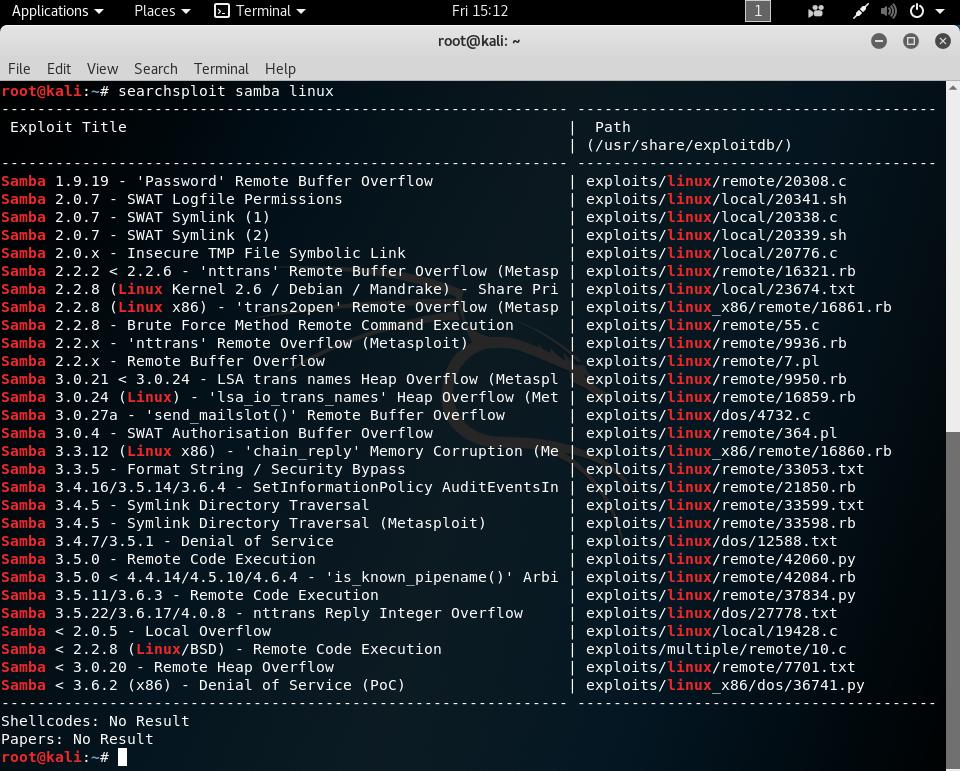 Applications Places Terminal Fri 15:12 1
root@kali: ~
File Edit View Search Terminal Help
root@kali:~# searchsploit samba linux
--------------------------------------------------------------- ----------------------------------------
 Exploit Title | Path
 | (/usr/share/exploitdb/)
--------------------------------------------------------------- ----------------------------------------
Samba 1.9.19 - 'Password' Remote Buffer Overflow | exploits/linux/remote/20308.c
Samba 2.0.7 - SWAT Logfile Permissions | exploits/linux/local/20341.sh
Samba 2.0.7 - SWAT Symlink (1) | exploits/linux/local/20338.c
Samba 2.0.7 - SWAT Symlink (2) | exploits/linux/local/20339.sh
Samba 2.0.x - Insecure TMP File Symbolic Link | exploits/linux/local/20776.c
Samba 2.2.2 < 2.2.6 - 'nttrans' Remote Buffer Overflow (Metasp | exploits/linux/remote/16321.rb
Samba 2.2.8 (Linux Kernel 2.6 / Debian / Mandrake) - Share Pri | exploits/linux/local/23674.txt
Samba 2.2.8 (Linux x86) - 'trans2open' Remote Overflow (Metasp | exploits/linux_x86/remote/16861.rb
Samba 2.2.8 - Brute Force Method Remote Command Execution | exploits/linux/remote/55.c
Samba 2.2.x - 'nttrans' Remote Overflow (Metasploit) | exploits/linux/remote/9936.rb
Samba 2.2.x - Remote Buffer Overflow | exploits/linux/remote/7.pl
Samba 3.0.21 < 3.0.24 - LSA trans names Heap Overflow (Metaspl | exploits/linux/remote/9950.rb
Samba 3.0.24 (Linux) - 'lsa_io_trans_names' Heap Overflow (Met | exploits/linux/remote/16859.rb
Samba 3.0.27a - 'send_mailslot()' Remote Buffer Overflow | exploits/linux/dos/4732.c
Samba 3.0.4 - SWAT Authorisation Buffer Overflow | exploits/linux/remote/364.pl
Samba 3.3.12 (Linux x86) - 'chain_reply' Memory Corruption (Me | exploits/linux_x86/remote/16860.rb
Samba 3.3.5 - Format String / Security Bypass | exploits/linux/remote/33053.txt
Samba 3.4.16/3.5.14/3.6.4 - SetInformationPolicy AuditEventsIn | exploits/linux/remote/21850.rb
Samba 3.4.5 - Symlink Directory Traversal | exploits/linux/remote/33599.txt
Samba 3.4.5 - Symlink Directory Traversal (Metasploit) | exploits/linux/remote/33598.rb
Samba 3.4.7/3.5.1 - Denial of Service | exploits/linux/dos/12588.txt
Samba 3.5.0 - Remote Code Execution | exploits/linux/remote/42060.py
Samba 3.5.0 < 4.4.14/4.5.10/4.6.4 - 'is_known_pipename()' Arbi | exploits/linux/remote/42084.rb
Samba 3.5.11/3.6.3 - Remote Code Execution | exploits/linux/remote/37834.py
Samba 3.5.22/3.6.17/4.0.8 - nttrans Reply Integer Overflow | exploits/linux/dos/27778.txt
Samba < 2.0.5 - Local Overflow | exploits/linux/local/19428.c
Samba < 2.2.8 (Linux/BSD) - Remote Code Execution | exploits/multiple/remote/10.c
Samba < 3.0.20 - Remote Heap Overflow | exploits/linux/remote/7701.txt
Samba < 3.6.2 (x86) - Denial of Service (PoC) | exploits/linux_x86/dos/36741.py
--------------------------------------------------------------- ----------------------------------------
Shellcodes: No Result
Papers: No Result
root@kali:~#